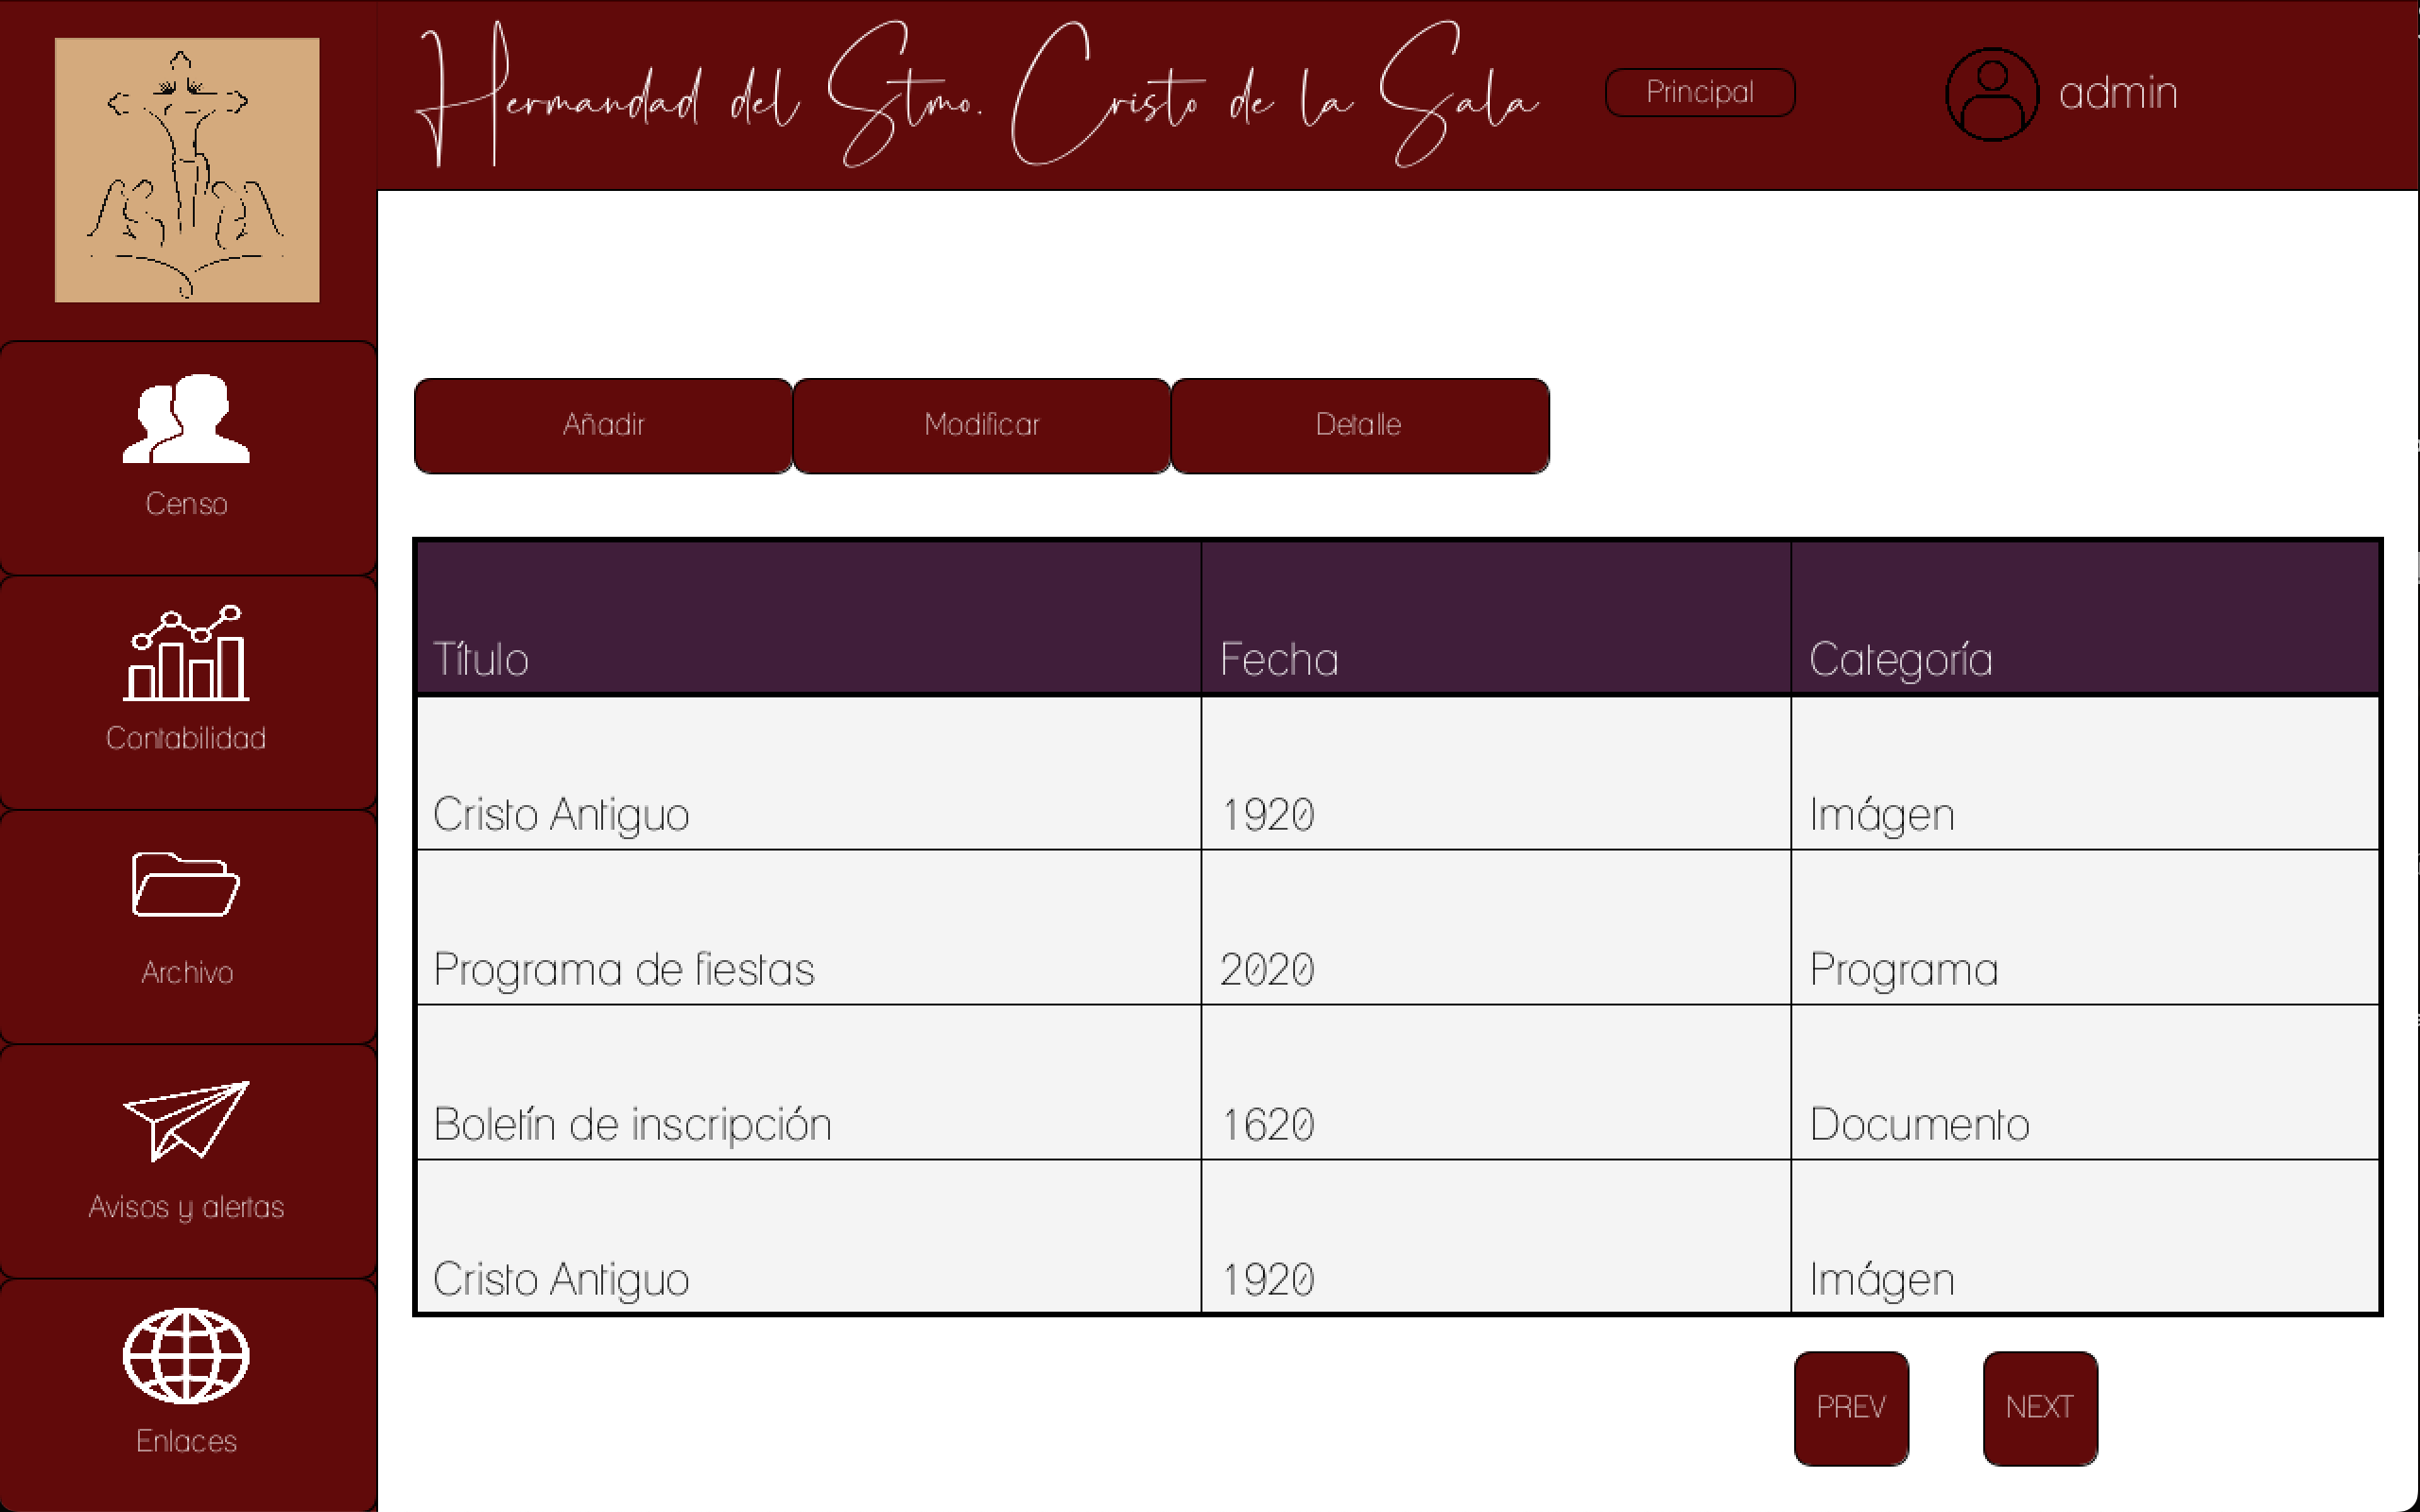 Hermandad del Stmo. Cristo de la Sala
Principal
admin
Censo
Contabilidad
Archivo
Avisos y alertas
Enlaces
Añadir Modificar Detalle
Título Fecha Categoría
Cristo Antiguo 1920 Imágen
Programa de fiestas 2020 Programa
Boletín de inscripción 1620 Documento
Cristo Antiguo 1920 Imágen
PREV NEXT